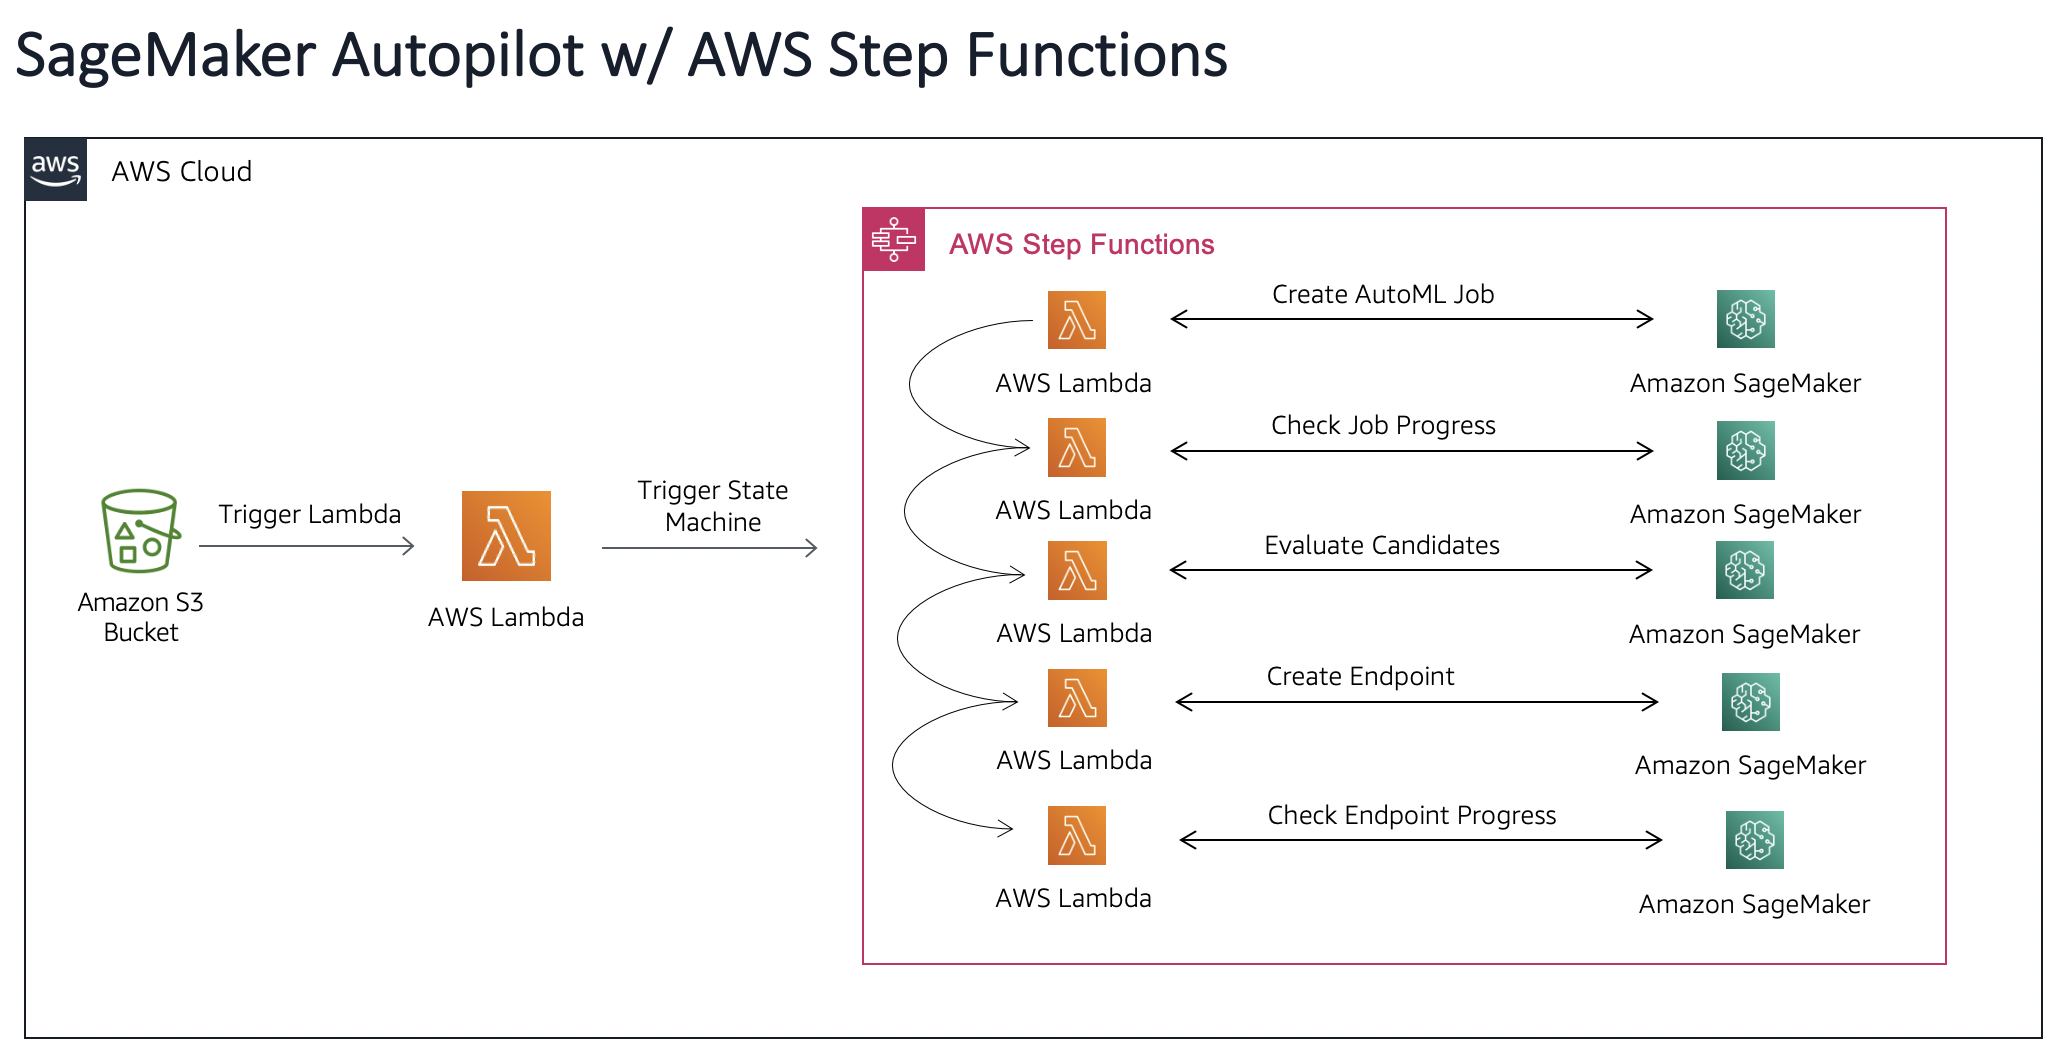 SageMaker Autopilot w/ AWS Step Functions
aws
AWS Cloud
AWS Step Functions
Create AutoML Job
AWS Lambda
Amazon SageMaker
Check Job Progress
AWS Lambda
Amazon SageMaker
Trigger Lambda
Trigger State
Machine
Amazon S3
Bucket
AWS Lambda
Evaluate Candidates
AWS Lambda
Amazon SageMaker
Create Endpoint
AWS Lambda
Amazon SageMaker
Check Endpoint Progress
AWS Lambda
Amazon SageMaker